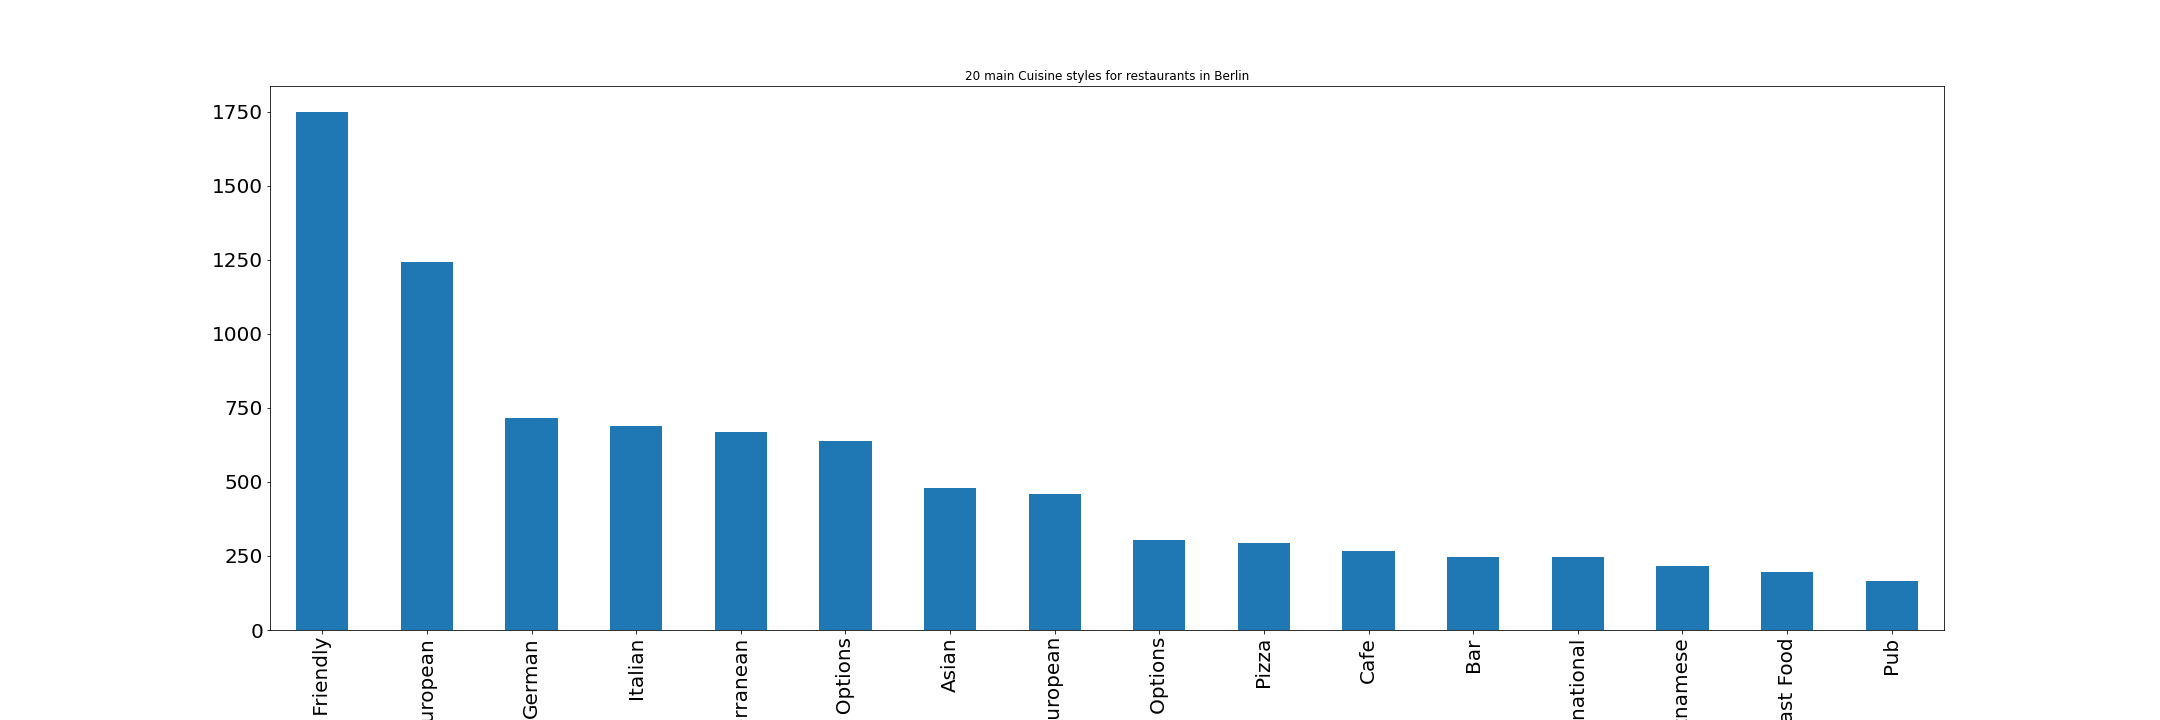 20 main Cuisine styles for restaurants in Berlin
1750
1500
1250
1000
750
500
250
0
Friendly
uropean
German
Italian
rranean
Options
Asian
uropean
Options
Pizza
Cafe
Bar
national
namese
ast Food
Pub